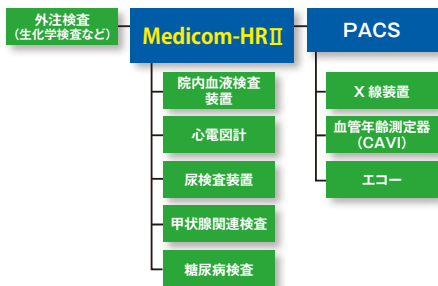 外注検査
(生化学検査など)
Medicom-HRⅡ
PACS
院内血液検査
装置
心電図計
尿検査装置
甲状腺関連検査
糖尿病検査
X線装置
血管年齢測定器
(CAVI)
エコー